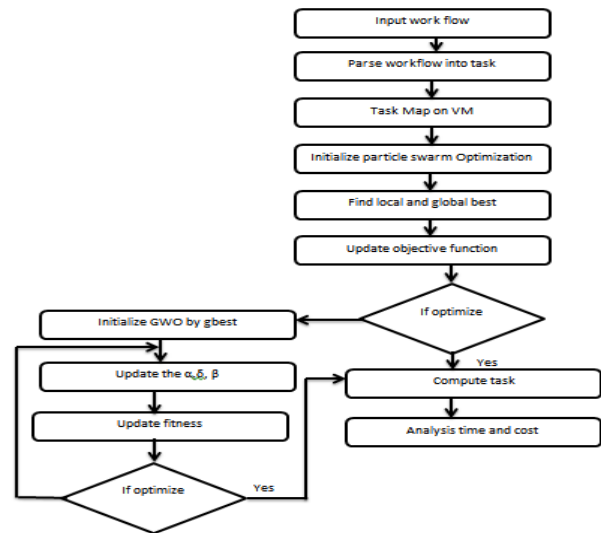 Input work flow
Parse workflow into task
Task Map on VM
Initialize particle swarm Optimization
Find local and global best
Update objective function
If optimize
Initialize GWO by gbest
Yes
Update the α,δ, β
Compute task
Update fitness
Analysis time and cost
If optimize
Yes